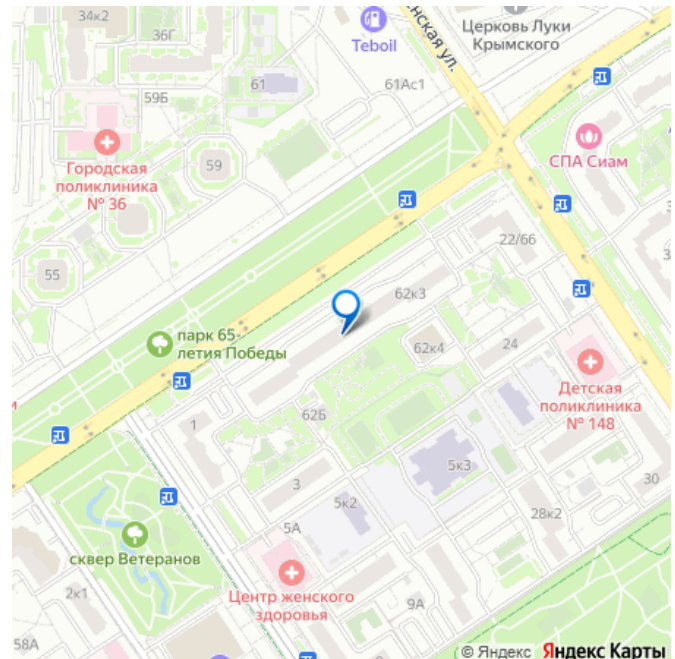 34к2
36Г
Teboil
Церковь Луки
Крымского
нская ул.
59Б
61
61Ас1
Городская
поликлиника
№ 36
59
СПА Сиам
55
22/66
62к3
парк 65-
летия Победы
62к4
24
Детская
поликлиника
№ 148
1
62Б
3
5к2
5к3
30
28к2
5А
сквер Ветеранов
Центр женского
здоровья
2к1
9А
58А
© Яндекс Яндекс Карты